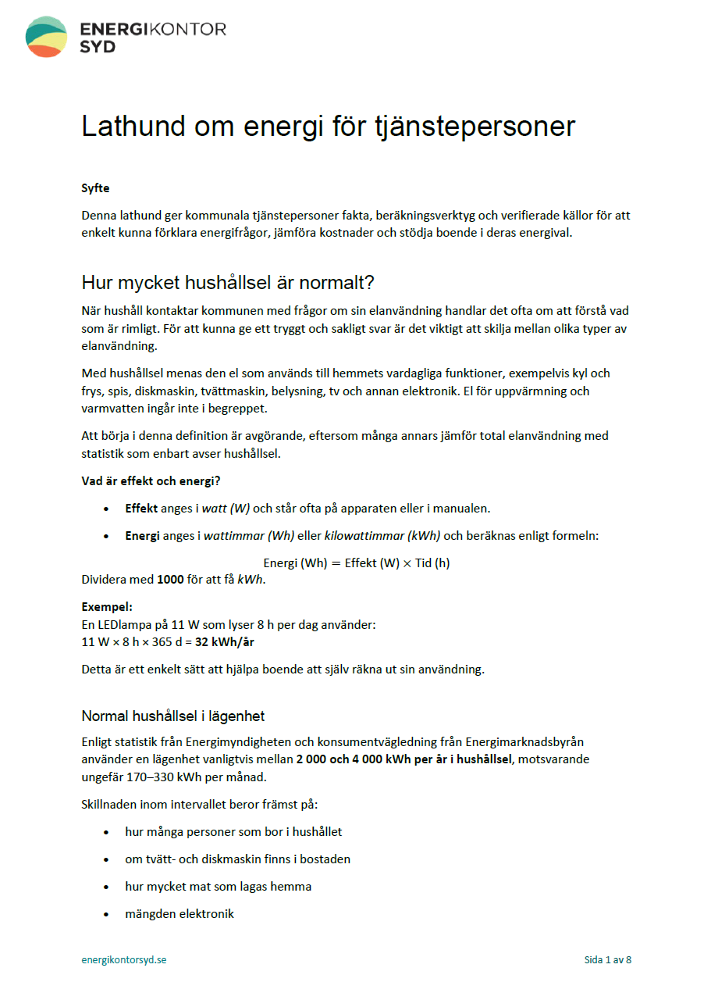 ENERGIKONTOR
SYD
Lathund om energi för tjänstepersoner
Syfte
Denna lathund ger kommunala tjänstepersoner fakta, beräkningsverktyg och verifierade källor för att
enkelt kunna förklara energifrågor, jämföra kostnader och stödja boende i deras energival.
Hur mycket hushållsel är normalt?
När hushåll kontaktar kommunen med frågor om sin elanvändning handlar det ofta om att förstå vad
som är rimligt. För att kunna ge ett tryggt och sakligt svar är det viktigt att skilja mellan olika typer av
elanvändning.
Med hushållsel menas den el som används till hemmets vardagliga funktioner, exempelvis kyl och
frys, spis, diskmaskin, tvättmaskin, belysning, tv och annan elektronik. El för uppvärmning och
varmvatten ingår inte i begreppet.
Att börja i denna definition är avgörande, eftersom många annars jämför total elanvändning med
statistik som enbart avser hushållsel.
Vad är effekt och energi?
• Effekt anges i watt (W) och står ofta på apparaten eller i manualen.
• Energi anges i wattimmar (Wh) eller kilowattimmar (kWh) och beräknas enligt formeln:
Energi (Wh) = Effekt (W) × Tid (h)
Dividera med 1000 för att få kWh.
Exempel:
En LEDlampa på 11 W som lyser 8 h per dag använder:
11 W × 8 h × 365 d = 32 kWh/år
Detta är ett enkelt sätt att hjälpa boende att själv räkna ut sin användning.
Normal hushållsel i lägenhet
Enligt statistik från Energimyndigheten och konsumentvägledning från Energimarknadsbyrån
använder en lägenhet vanligtvis mellan 2 000 och 4 000 kWh per år i hushållsel, motsvarande
ungefär 170–330 kWh per månad.
Skillnaden inom intervallet beror främst på:
• hur många personer som bor i hushållet
• om tvätt- och diskmaskin finns i bostaden
• hur mycket mat som lagas hemma
• mängden elektronik
energikontorsyd.se Sida 1 av 8